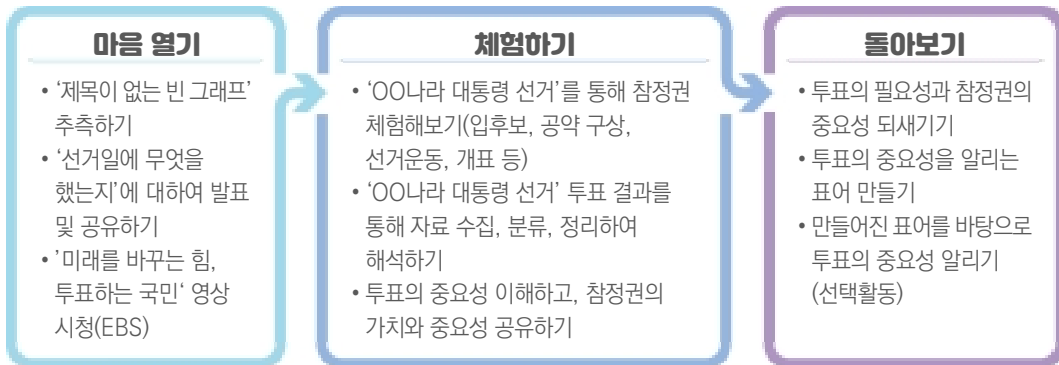 마음 열기
• ‘제목이 없는 빈 그래프’
추측하기
• ‘선거일에 무엇을
했는지’에 대하여 발표
및 공유하기
• ’미래를 바꾸는 힘,
투표하는 국민‘ 영상
시청(EBS)
체험하기
• ‘OO나라 대통령 선거’를 통해 참정권
체험해보기(입후보, 공약 구상,
선거운동, 개표 등)
• ‘OO나라 대통령 선거’ 투표 결과를
통해 자료 수집, 분류, 정리하여
해석하기
• 투표의 중요성 이해하고, 참정권의
가치와 중요성 공유하기
돌아보기
• 투표의 필요성과 참정권의
중요성 되새기기
• 투표의 중요성을 알리는
표어 만들기
• 만들어진 표어를 바탕으로
투표의 중요성 알리기
(선택활동)